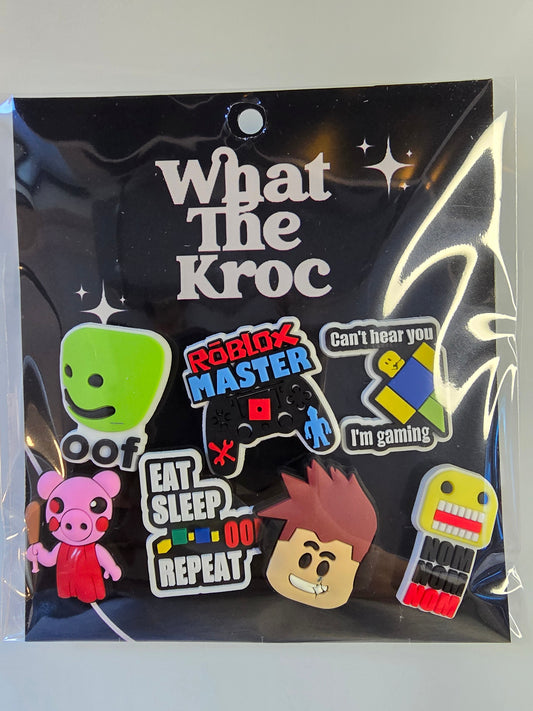 What
The
Kroc
oof
RŌBLOX
MASTER
Can't hear you
I'm gaming
EAT
SLEEP
REPEAT
NOM
NOM
NOM